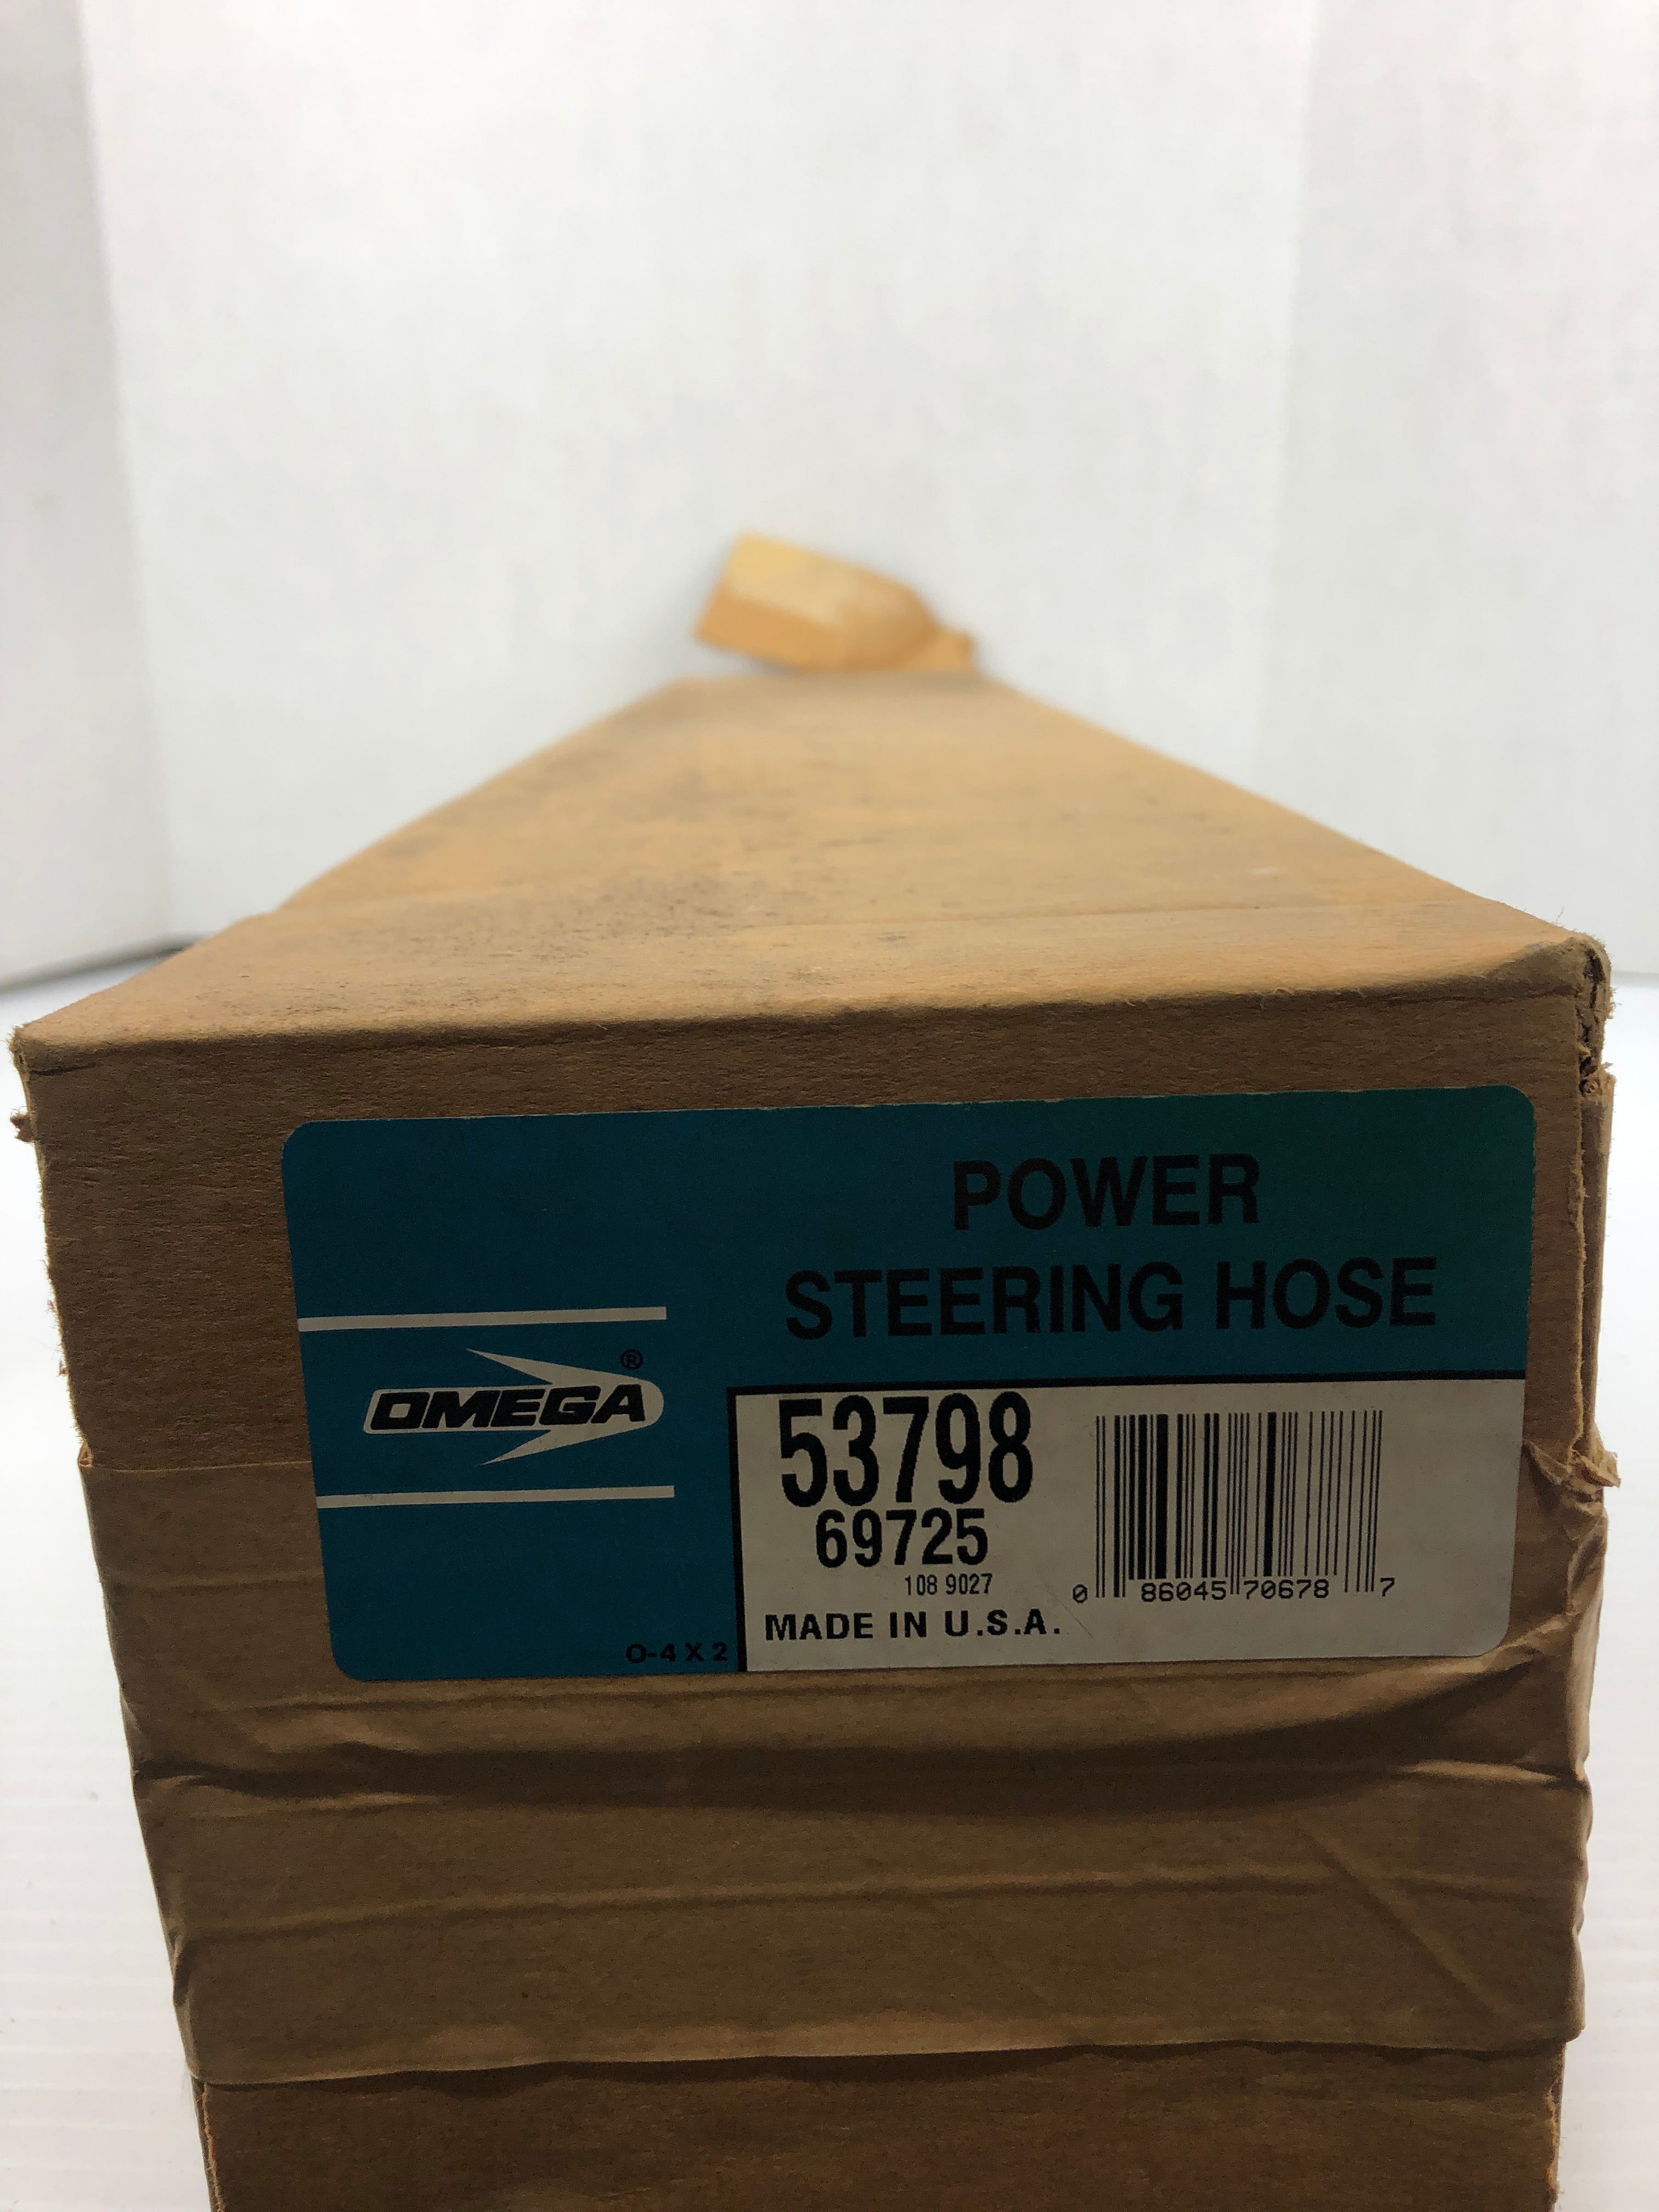 POWER
STEERING HOSE
OMEGA®
53798
69725
108 9027
MADE IN U.S.A.
0 86045 70678 7
O-4 X 2